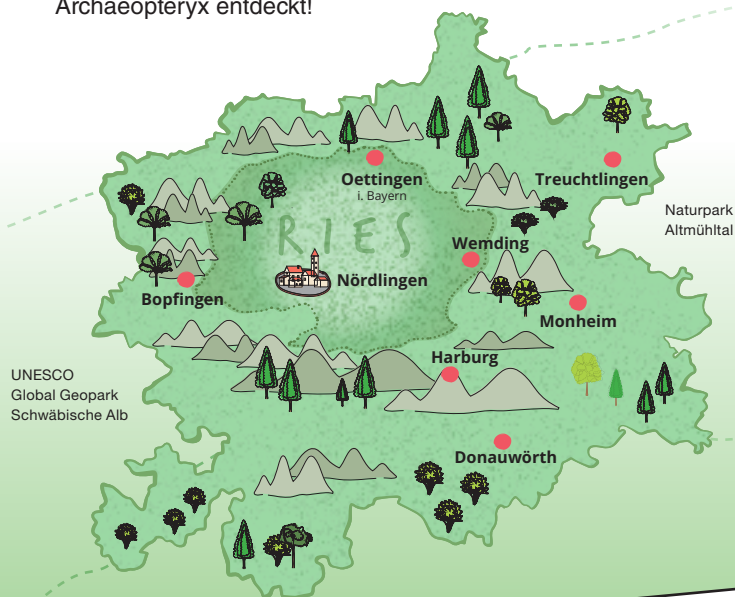 Archaeopteryx entdeckt!
Oettingen
i. Bayern
Treuchtlingen
Naturpark
Altmühltal
RIES
Wemding
Nördlingen
Bopfingen
Monheim
Harburg
UNESCO
Global Geopark
Schwäbische Alb
Donauwörth